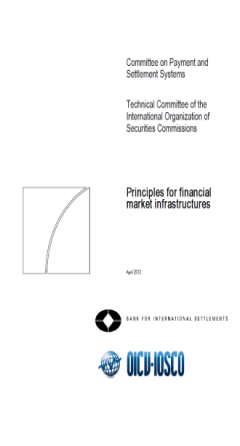 Committee on Payment and
Settlement Systems
Technical Committee of the
International Organization of
Securities Commissions
Principles for financial
market infrastructures
April 2012
BANK FOR INTERNATIONAL SETTLEMENTS
OICU-IOSCO